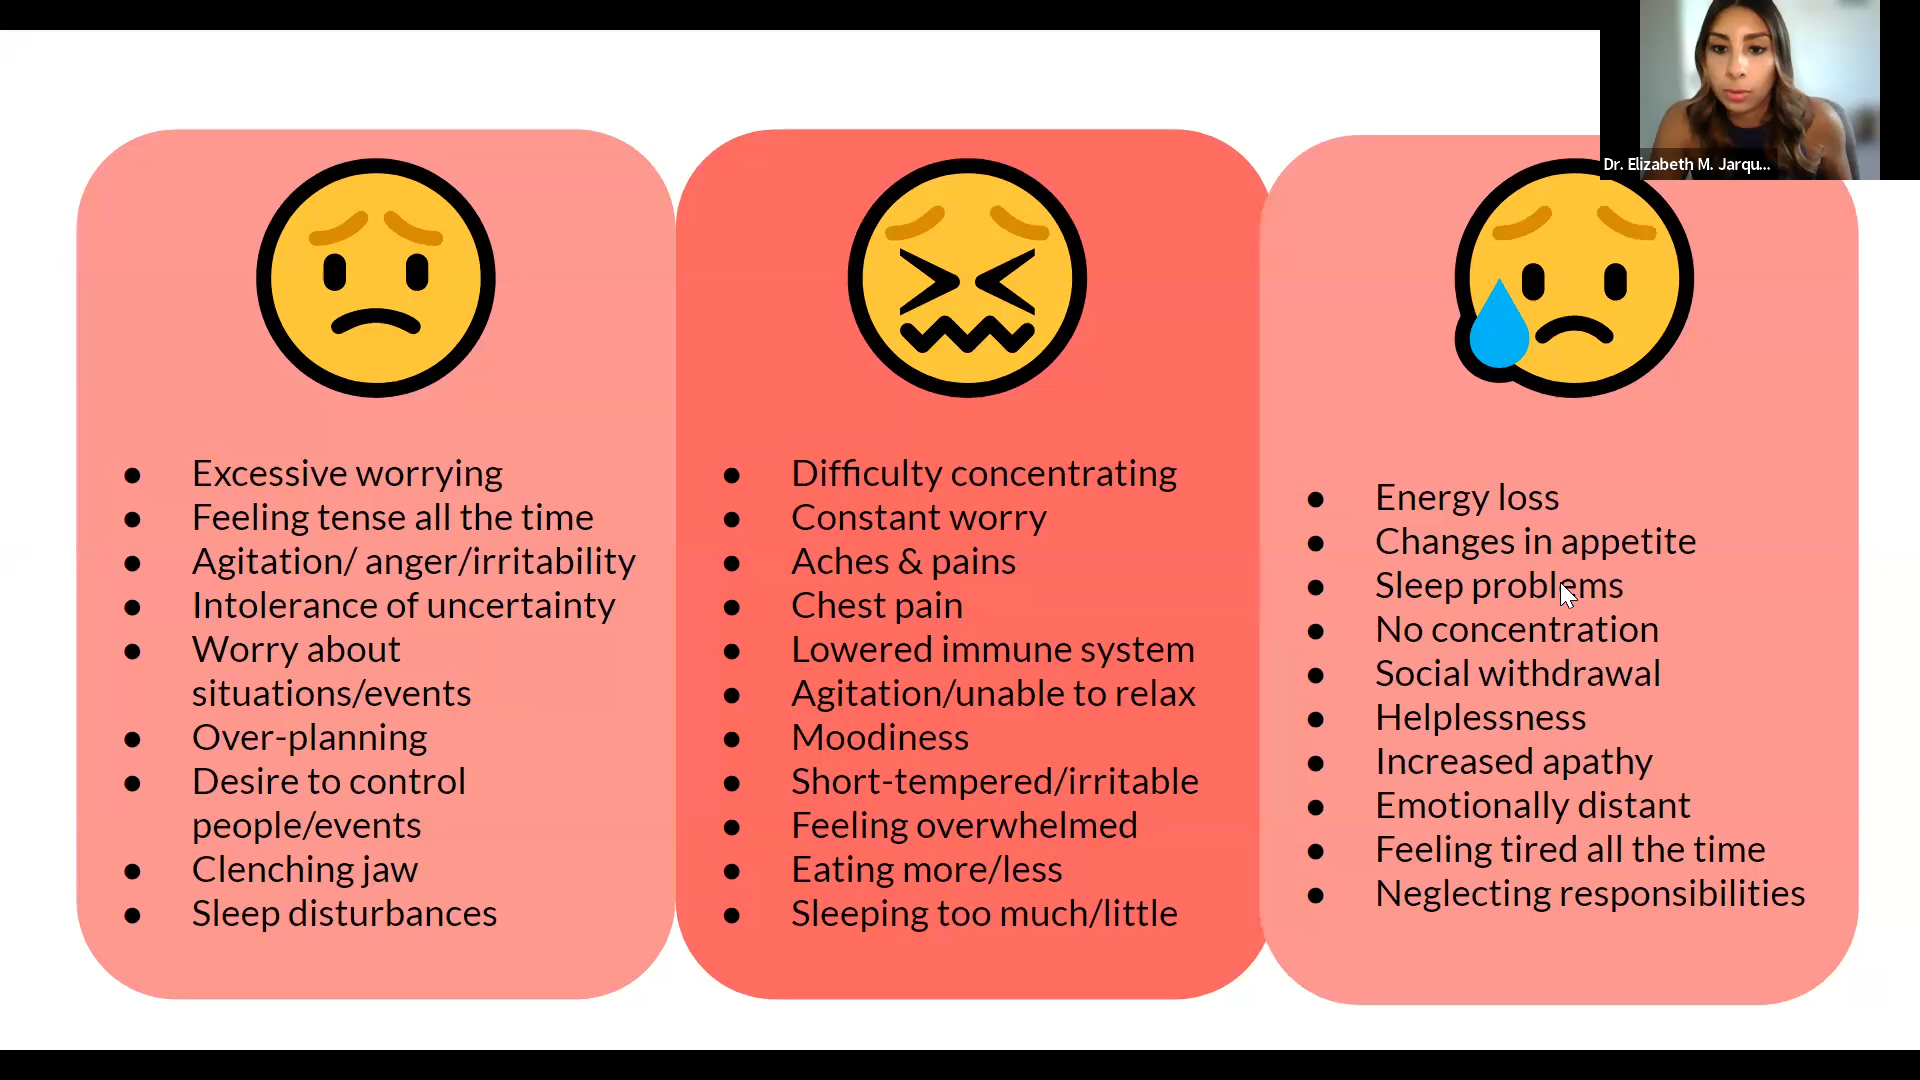 Dr. Elizabeth M. Jarqu...
● Excessive worrying
● Feeling tense all the time
● Agitation/ anger/irritability
● Intolerance of uncertainty
● Worry about
situations/events
● Over-planning
● Desire to control
people/events
● Clenching jaw
● Sleep disturbances
● Difficulty concentrating
● Constant worry
● Aches & pains
● Chest pain
● Lowered immune system
● Agitation/unable to relax
● Moodiness
● Short-tempered/irritable
● Feeling overwhelmed
● Eating more/less
● Sleeping too much/little
● Energy loss
● Changes in appetite
● Sleep problems
● No concentration
● Social withdrawal
● Helplessness
● Increased apathy
● Emotionally distant
● Feeling tired all the time
● Neglecting responsibilities